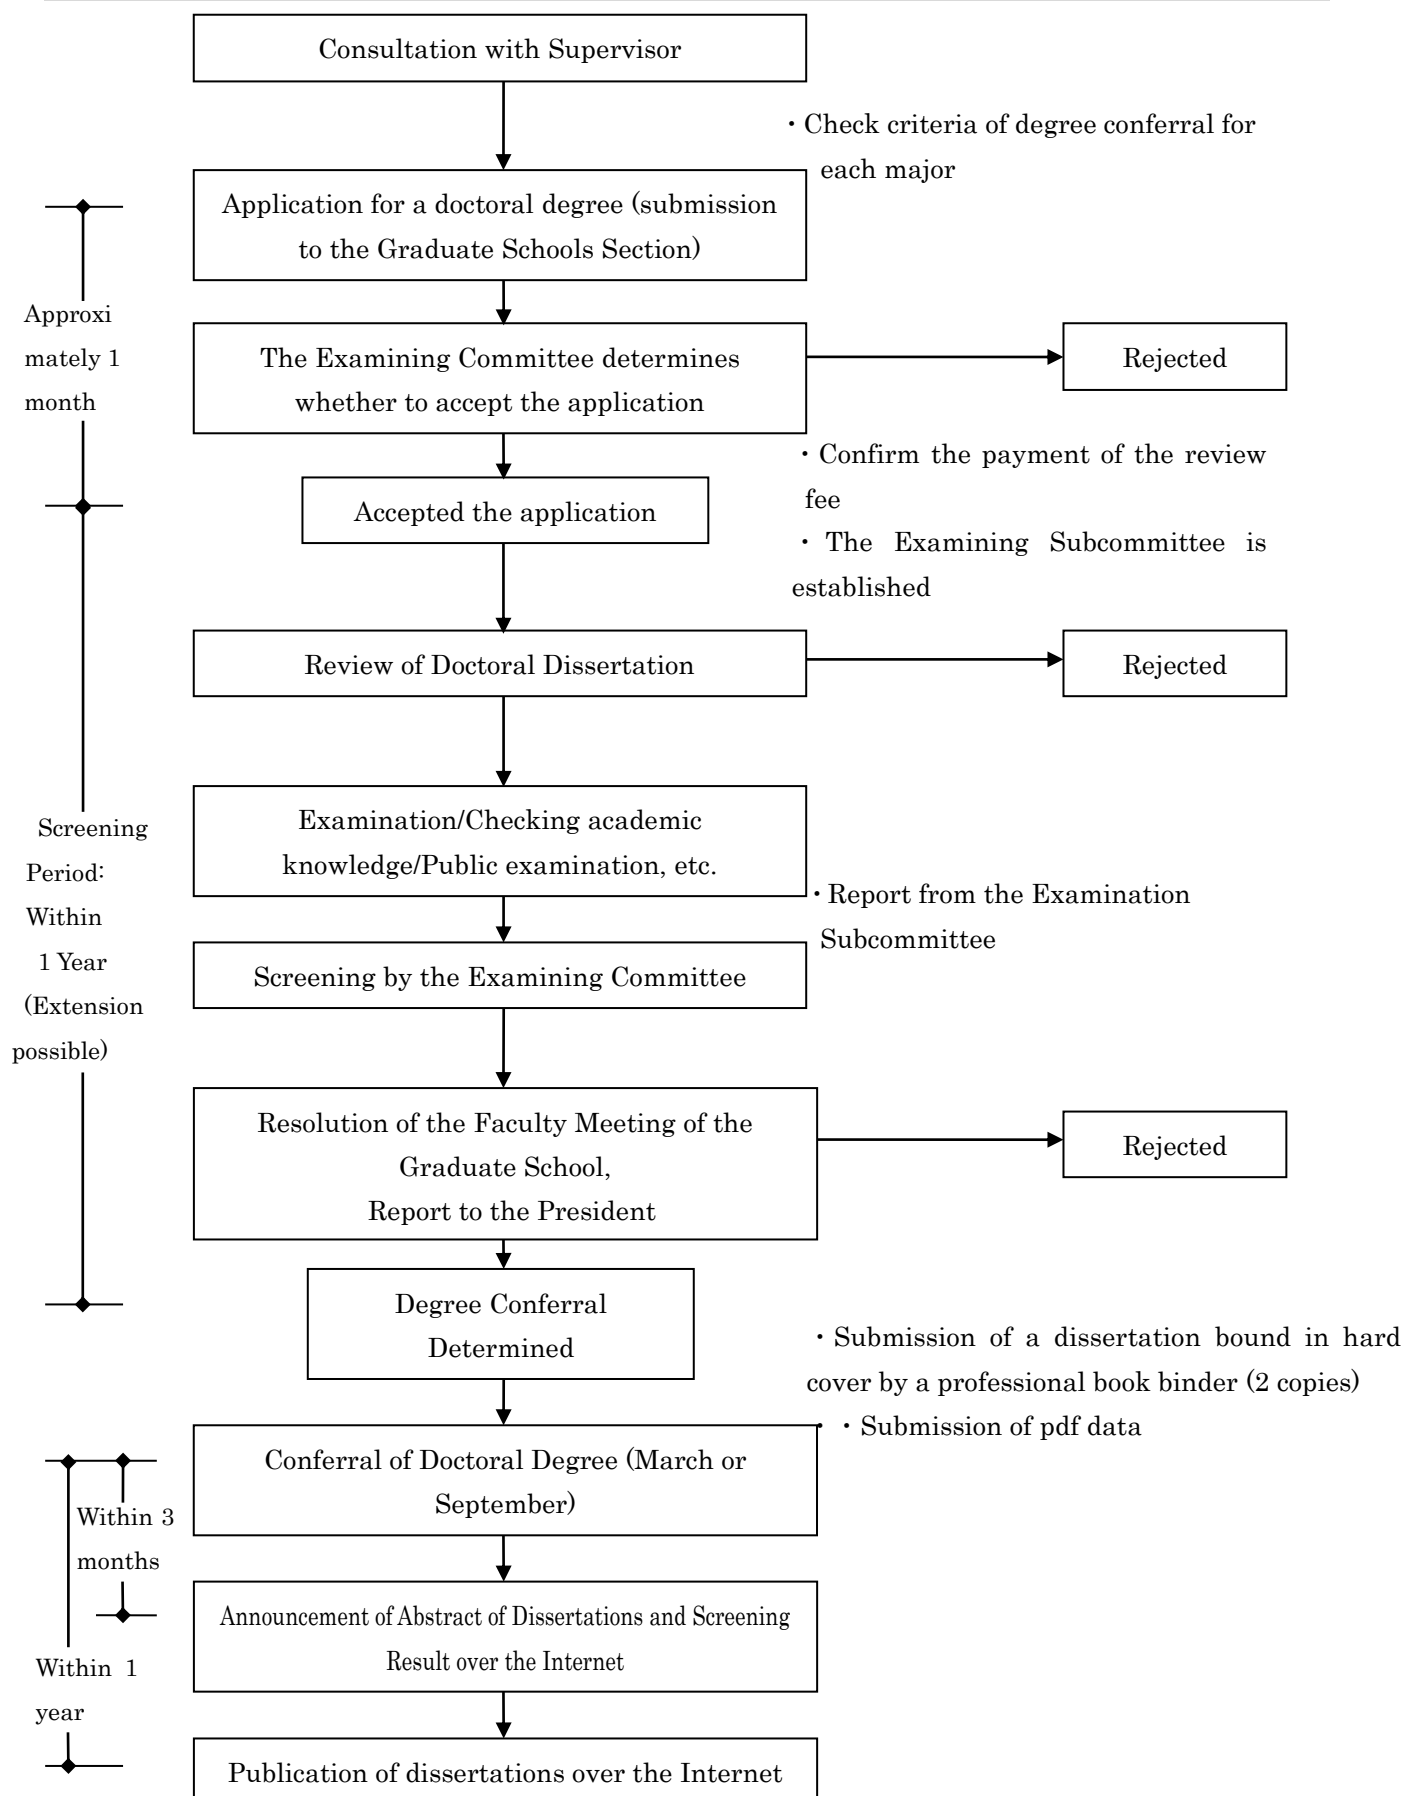 Consultation with Supervisor
・Check criteria of degree conferral for
each major
Application for a doctoral degree (submission
to the Graduate Schools Section)
Approxi
mately 1
month
The Examining Committee determines
whether to accept the application
Rejected
・Confirm the payment of the review
fee
Accepted the application
・The Examining Subcommittee is
established
Review of Doctoral Dissertation
Rejected
Examination/Checking academic
knowledge/Public examination, etc.
Screening
Period:
Within
1 Year
(Extension
possible)
・Report from the Examination
Subcommittee
Screening by the Examining Committee
Resolution of the Faculty Meeting of the
Graduate School,
Report to the President
Rejected
Degree Conferral
Determined
・Submission of a dissertation bound in hard
cover by a professional book binder (2 copies)
・・Submission of pdf data
Conferral of Doctoral Degree (March or
September)
Within 3
months
Announcement of Abstract of Dissertations and Screening
Result over the Internet
Within 1
year
Publication of dissertations over the Internet